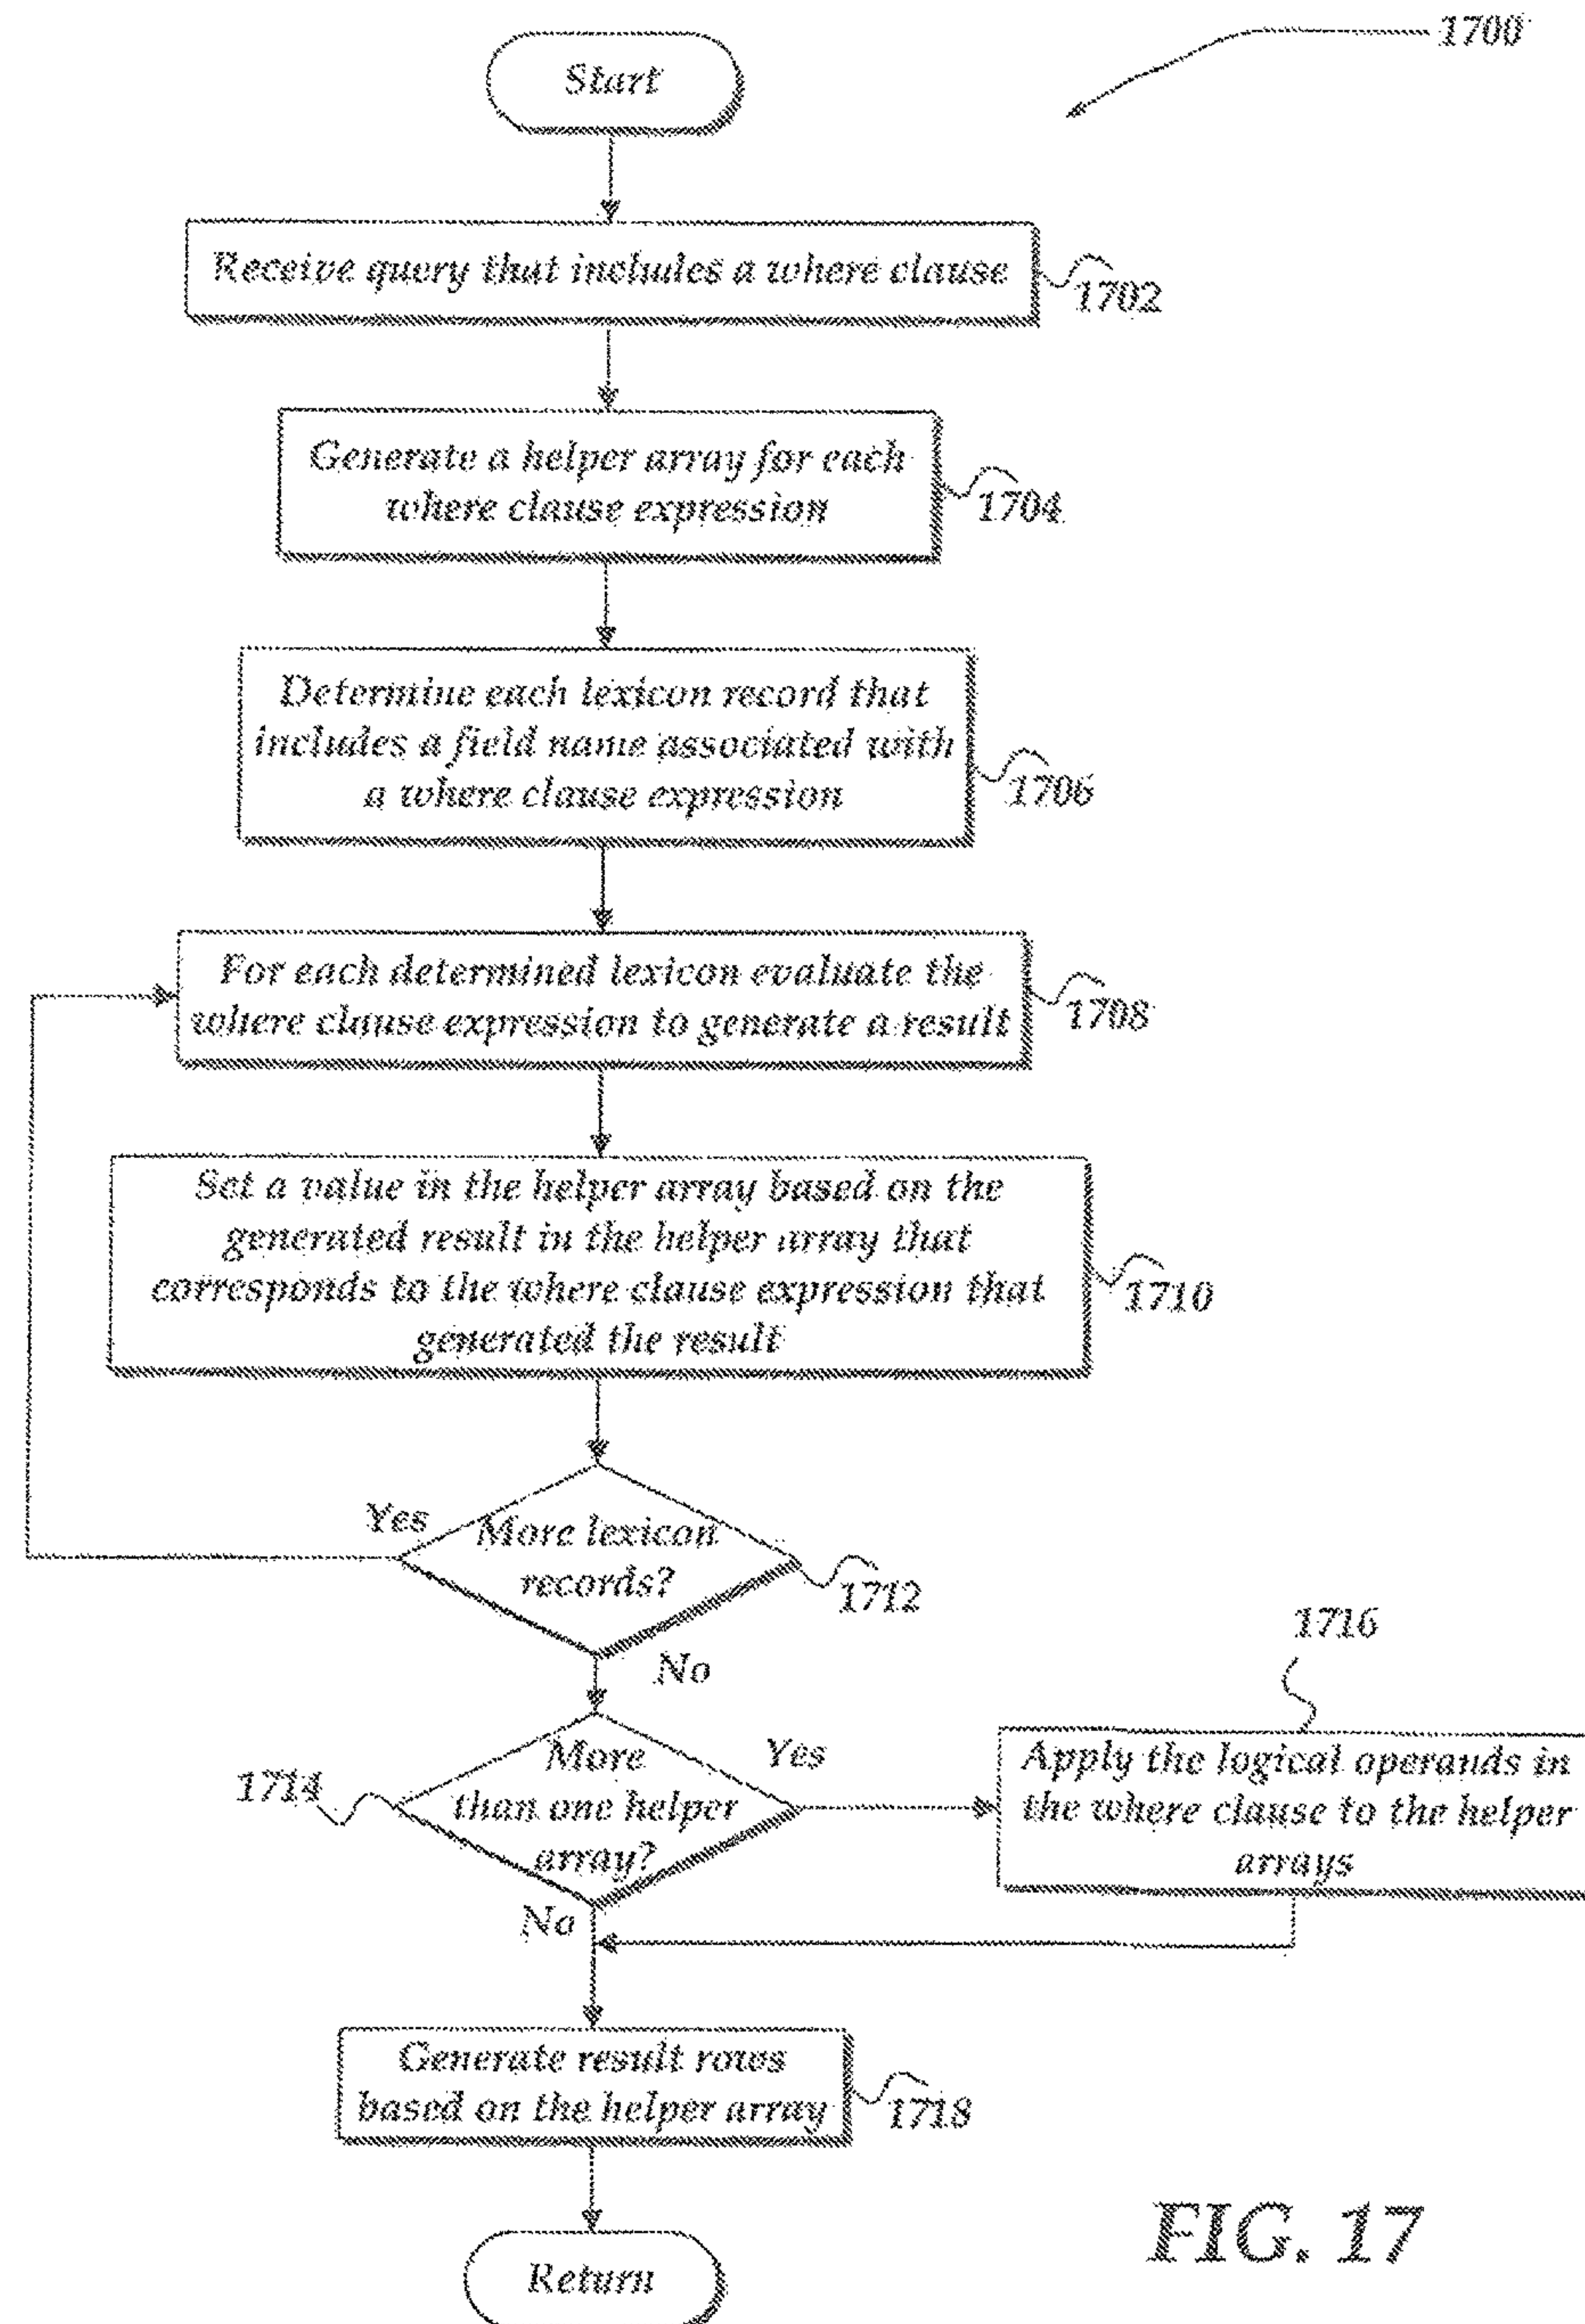 1700
Start
Receive query that includes a where clause
1702
Generate a helper array for each
where clause expression
1704
Determine each lexicon record that
includes a field name associated with
a where clause expression
1706
For each determined lexicon evaluate the
where clause expression to generate a result
1708
Set a value in the helper array based on the
generated result in the helper array that
corresponds to the where clause expression that
generated the result
1710
Yes
More lexicon
records?
1712
No
1716
1714
More
than one helper
array?
Yes
Apply the logical operands in
the where clause to the helper
arrays
No
Generate result rows
based on the helper array
1718
Return
FIG. 17